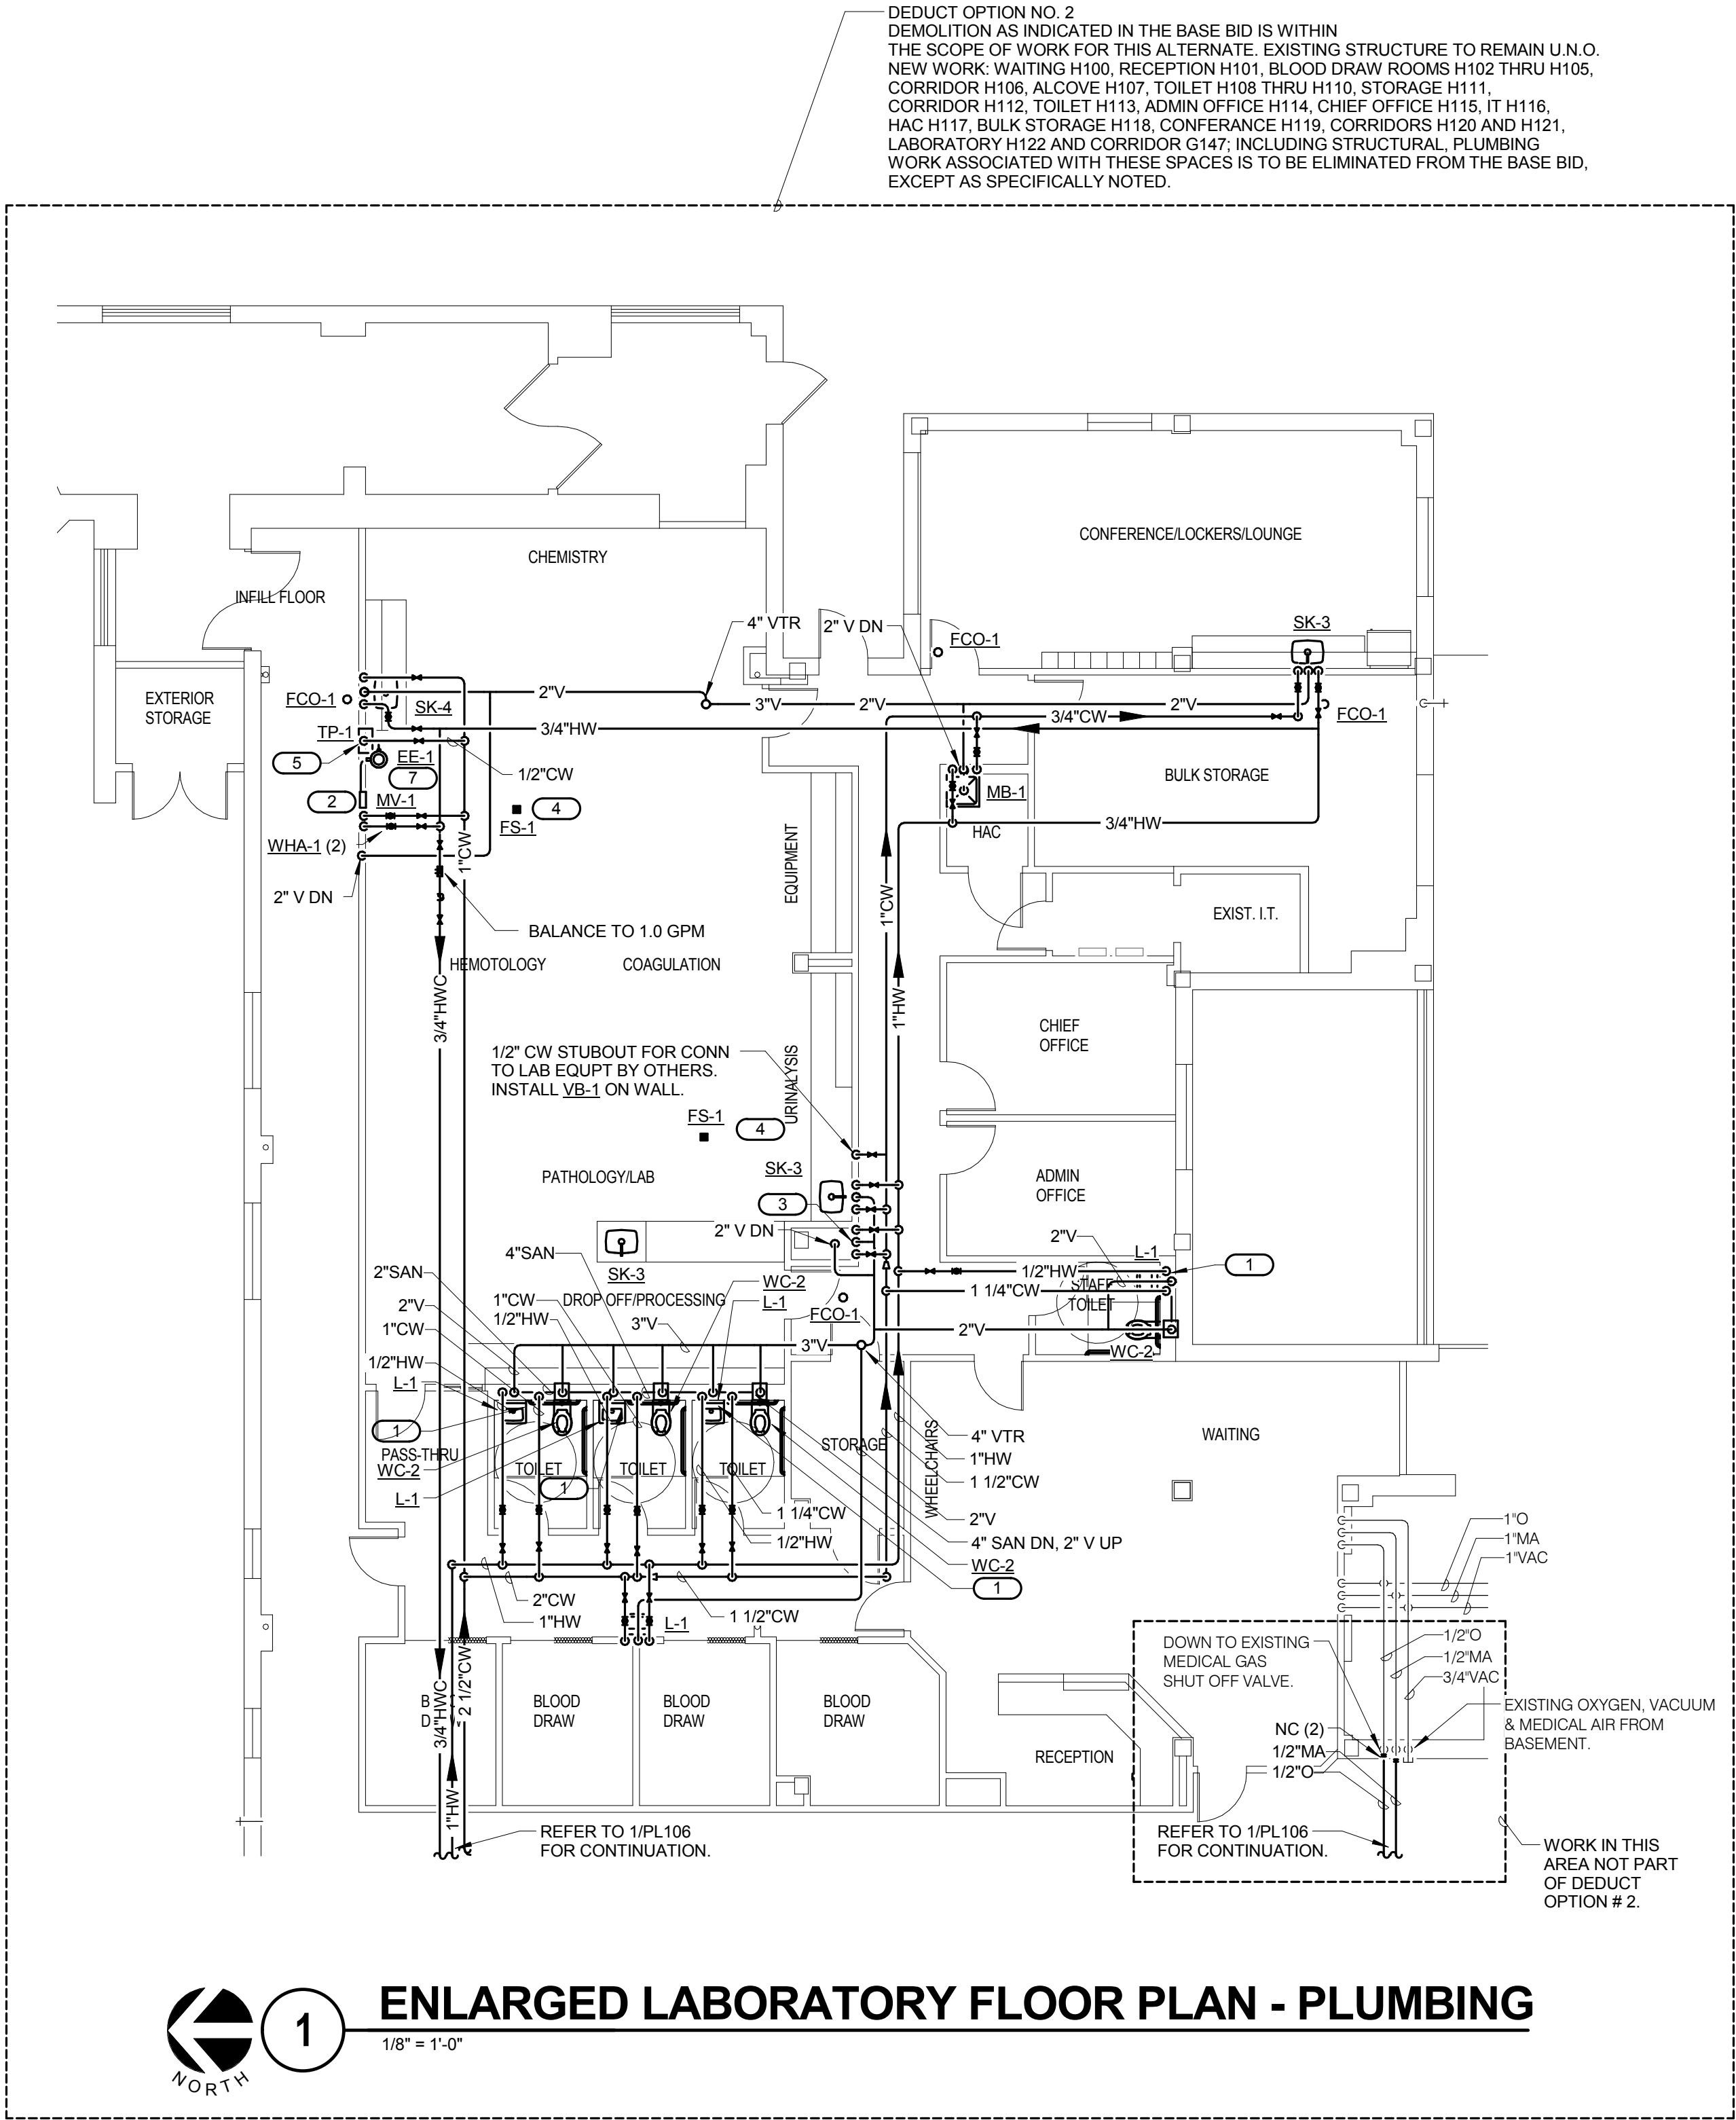 DEDUCT OPTION NO. 2
DEMOLITION AS INDICATED IN THE BASE BID IS WITHIN
THE SCOPE OF WORK FOR THIS ALTERNATE. EXISTING STRUCTURE TO REMAIN U.N.O.
NEW WORK: WAITING H100, RECEPTION H101, BLOOD DRAW ROOMS H102 THRU H105,
CORRIDOR H106, ALCOVE H107, TOILET H108 THRU H110, STORAGE H111,
CORRIDOR H112, TOILET H113, ADMIN OFFICE H114, CHIEF OFFICE H115, IT H116,
HAC H117, BULK STORAGE H118, CONFERANCE H119, CORRIDORS H120 AND H121,
LABORATORY H122 AND CORRIDOR G147; INCLUDING STRUCTURAL, PLUMBING
WORK ASSOCIATED WITH THESE SPACES IS TO BE ELIMINATED FROM THE BASE BID,
EXCEPT AS SPECIFICALLY NOTED.
CONFERENCE/LOCKERS/LOUNGE
CHEMISTRY
INFILL FLOOR
4" VTR
2" V DN
FCO-1
SK-3
EXTERIOR
STORAGE
FCO-1
SK-4
2"V
3"V
2"V
2"V
3/4"CW
FCO-1
TP-1
3/4"HW
5
EE-1
7
1/2"CW
BULK STORAGE
2
MV-1
4
FS-1
MB-1
HAC
3/4"HW
WHA-1 (2)
1"CW
EQUIPMENT
2" V DN
1"CW
EXIST. I.T.
BALANCE TO 1.0 GPM
HEMOTOLOGY
COAGULATION
3/4"HWC
1"HW
CHIEF
OFFICE
1/2" CW STUBOUT FOR CONN
TO LAB EQUPT BY OTHERS.
INSTALL VB-1 ON WALL.
URINALYSIS
FS-1
4
PATHOLOGY/LAB
SK-3
ADMIN
OFFICE
3
2" V DN
2"V
L-1
4"SAN
1
2"SAN
SK-3
WC-2
1/2"HW
STAFF
TOILET
2"V
1"CW
DROP OFF/PROCESSING
L-1
1 1/4"CW
1"CW
1/2"HW
3"V
FCO-1
2"V
3"V
1/2"HW
L-1
WC-2
1
PASS-THRU
WC-2
TOILET
TOILET
TOILET
STORAGE
WHEELCHAIRS
WAITING
4" VTR
1"HW
1 1/2"CW
L-1
1
1 1/4"CW
1/2"HW
2"V
4" SAN DN, 2" V UP
WC-2
1
1"O
1"MA
1"VAC
2"CW
1"HW
1 1/2"CW
L-1
DOWN TO EXISTING
MEDICAL GAS
SHUT OFF VALVE.
1/2"O
1/2"MA
3/4"VAC
3/4"HWC
2 1/2"CW
1"HW
BLOOD
DRAW
BLOOD
DRAW
BLOOD
DRAW
RECEPTION
NC (2)
1/2"MA
1/2"O
EXISTING OXYGEN, VACUUM
& MEDICAL AIR FROM
BASEMENT.
REFER TO 1/PL106
FOR CONTINUATION.
REFER TO 1/PL106
FOR CONTINUATION.
WORK IN THIS
AREA NOT PART
OF DEDUCT
OPTION # 2.
NORTH
1
ENLARGED LABORATORY FLOOR PLAN - PLUMBING
1/8" = 1'-0"